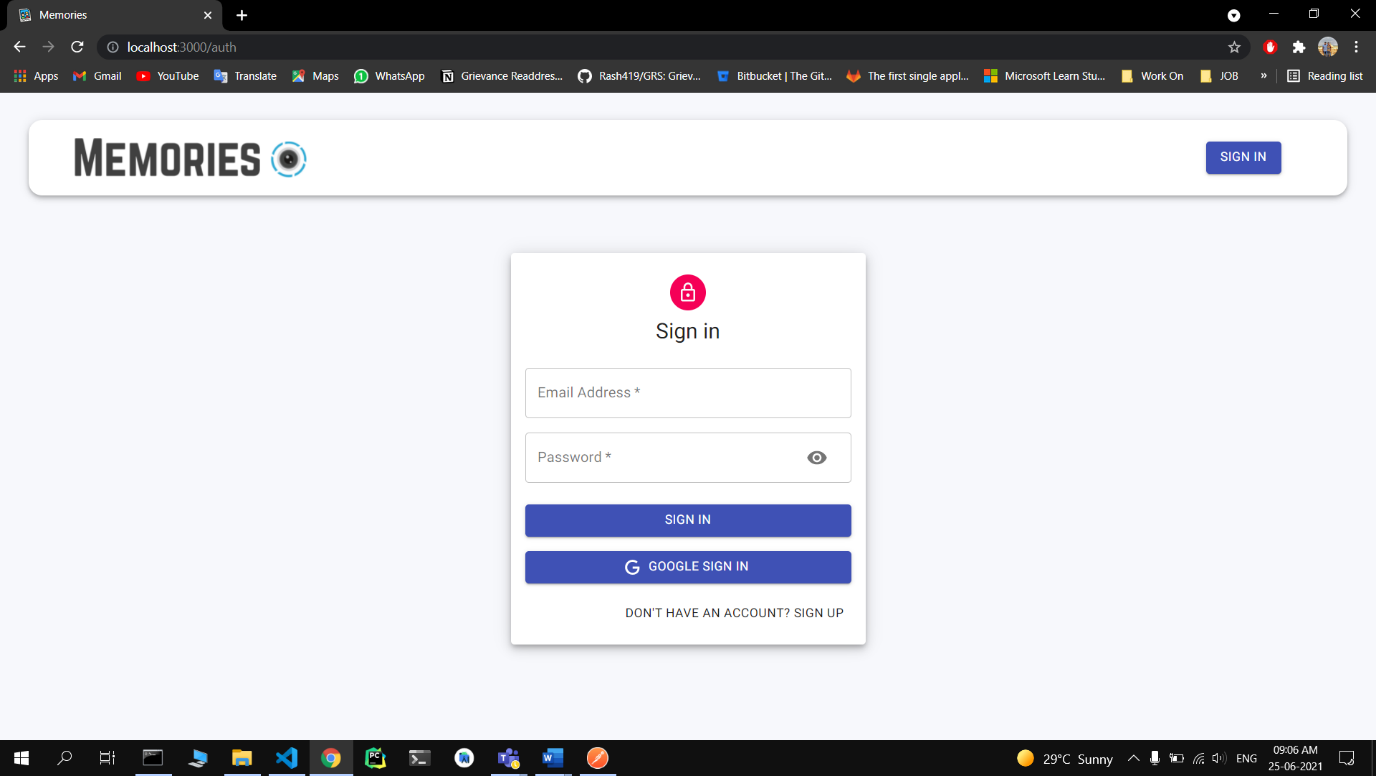 Memories
localhost:3000/auth
Apps Gmail YouTube Translate Maps WhatsApp Grievance Readdres... Rash419/GRS: Griev... Bitbucket | The Git... The first single appl... Microsoft Learn Stu... Work On JOB » Reading list
MEMORIES SIGN IN
Sign in
Email Address *
Password *
SIGN IN
G GOOGLE SIGN IN
DON'T HAVE AN ACCOUNT? SIGN UP
29°C Sunny ENG 09:06 AM
25-06-2021